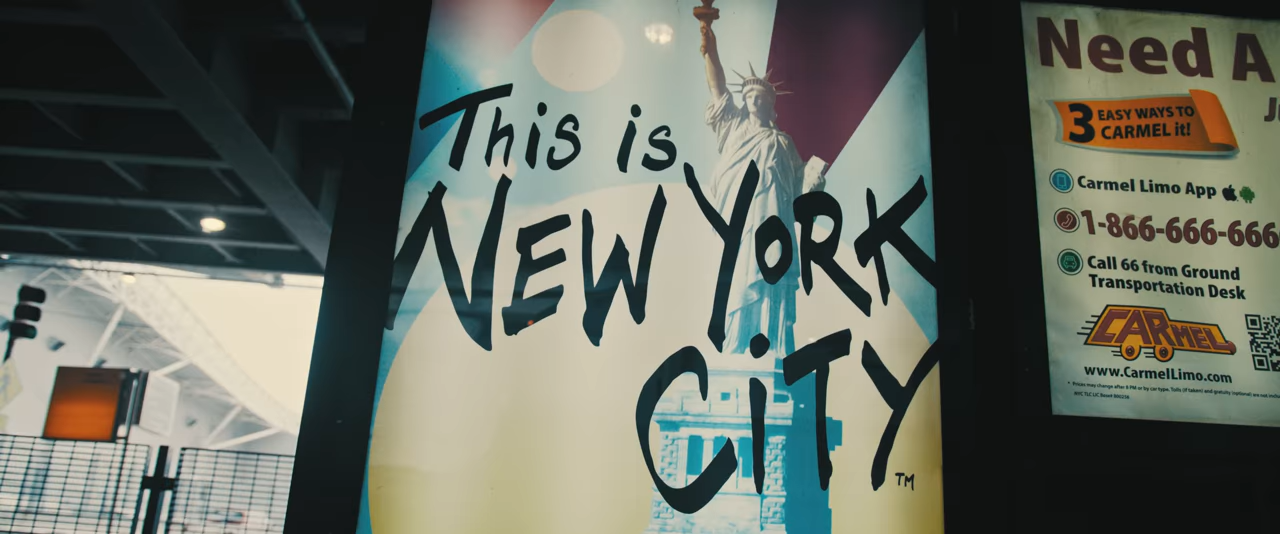 This is
NEW YORK
CiTY
TM
Need A
3 EASY WAYS TO
CARMEL it!
Carmel Limo App
1-866-666-666
Call 66 from Ground
Transportation Desk
CARMEL
www.CarmelLimo.com